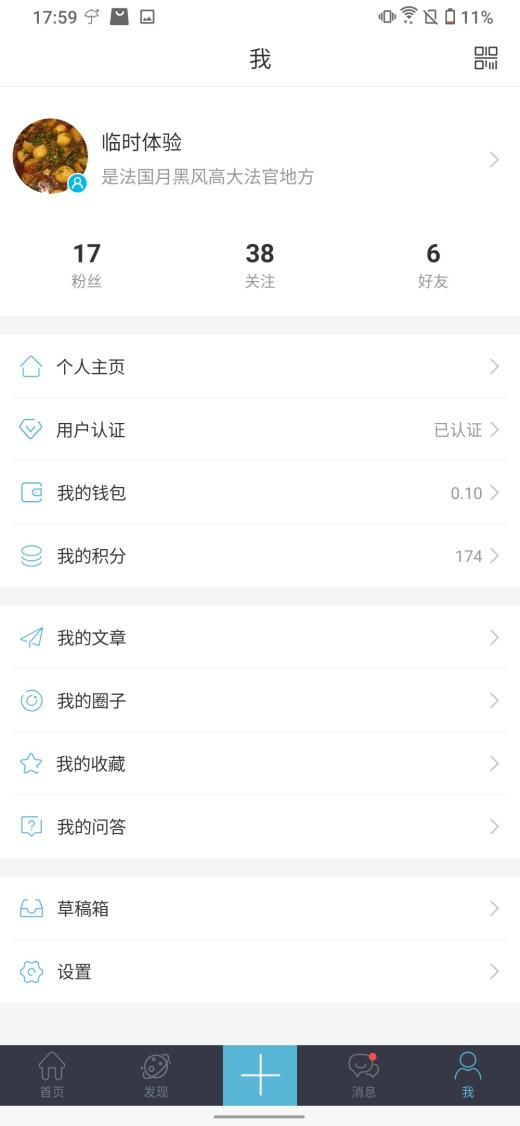 17:59 11%
我
临时体验
是法国月黑风高大法官地方
17 38 6
粉丝 关注 好友
个人主页
用户认证 已认证
我的钱包 0.10
我的积分 174
我的文章
我的圈子
我的收藏
我的问答
草稿箱
设置
首页 发现 消息 我